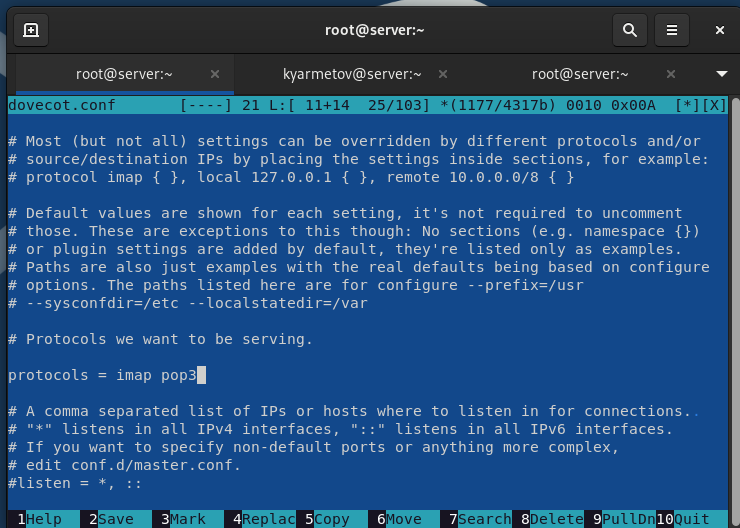 root@server:~
root@server:~ × kyarmetov@server:~ × root@server:~ ×
dovecot.conf [----] 21 L:[ 11+14 25/103] *(1177/4317b) 0010 0x00A [*][X]
# Most (but not all) settings can be overridden by different protocols and/or
# source/destination IPs by placing the settings inside sections, for example:
# protocol imap { }, local 127.0.0.1 { }, remote 10.0.0.0/8 { }
# Default values are shown for each setting, it's not required to uncomment
# those. These are exceptions to this though: No sections (e.g. namespace {})
# or plugin settings are added by default, they're listed only as examples.
# Paths are also just examples with the real defaults being based on configure
# options. The paths listed here are for configure --prefix=/usr
# --sysconfdir=/etc --localstatedir=/var
# Protocols we want to be serving.
protocols = imap pop3
# A comma separated list of IPs or hosts where to listen in for connections..
# "*" listens in all IPv4 interfaces, "::" listens in all IPv6 interfaces.
# If you want to specify non-default ports or anything more complex,
# edit conf.d/master.conf.
#listen = *, ::
1Help 2Save 3Mark 4Replac 5Copy 6Move 7Search 8Delete 9PullDn 10Quit